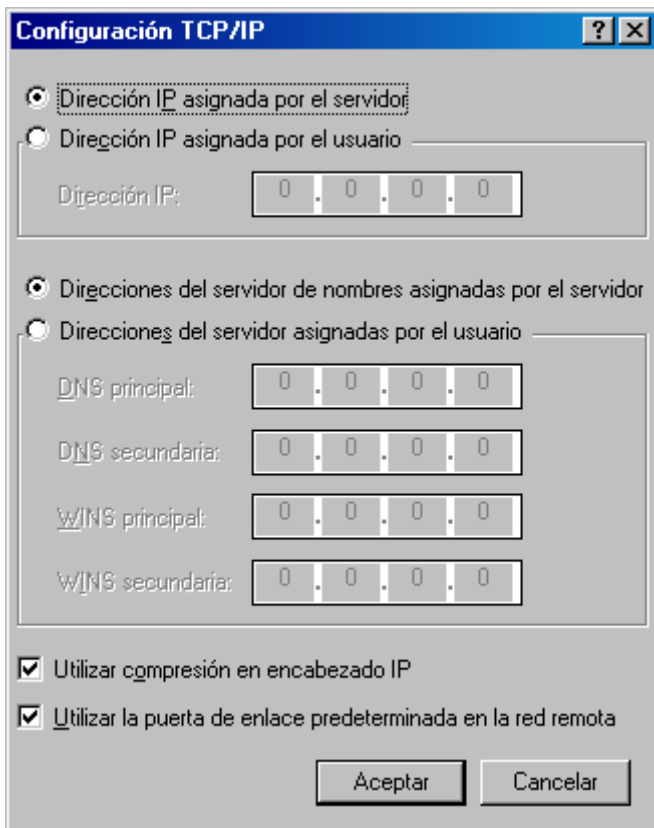 Configuración TCP/IP
Dirección IP asignada por el servidor
Dirección IP asignada por el usuario
Dirección IP: 0 . 0 . 0 . 0
Direcciones del servidor de nombres asignadas por el servidor
Direcciones del servidor asignadas por el usuario
DNS principal: 0 . 0 . 0 . 0
DNS secundaria: 0 . 0 . 0 . 0
WINS principal: 0 . 0 . 0 . 0
WINS secundaria: 0 . 0 . 0 . 0
Utilizar compresión en encabezado IP
Utilizar la puerta de enlace predeterminada en la red remota
Aceptar Cancelar